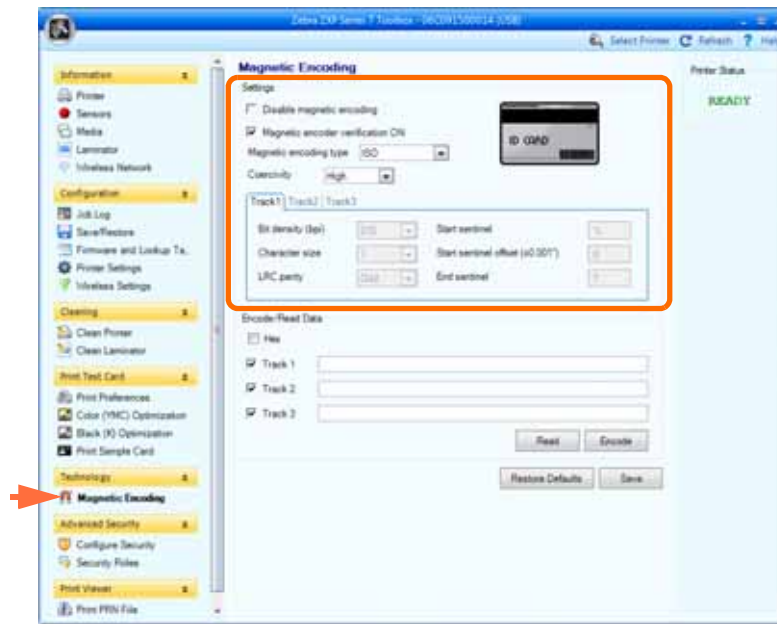 Zebra ZXP Series 7 Toolbox - 06C091500014 (USB)
Select Printer Refresh ? Help
Information
Printer
Sensors
Media
Laminator
Wireless Network
Configuration
Job Log
Save/Restore
Firmware and Lookup Ta..
Printer Settings
Wireless Settings
Cleaning
Clean Printer
Clean Laminator
Print Test Card
Print Preferences
Color (YMC) Optimization
Black (K) Optimization
Print Sample Card
Technology
Magnetic Encoding
Advanced Security
Configure Security
Security Roles
Print Viewer
Print PRN File
Magnetic Encoding
Settings
Disable magnetic encoding
Magnetic encoder verification ON
Magnetic encoding type ISO
Coercivity High
ID CARD
Track1 Track2 Track3
Bit density (bpi) Start sentinel %
Character size 7 Start sentinel offset (±0.001")
LRC parity Odd End sentinel ?
Encode/Read Data
Hex
Track 1
Track 2
Track 3
Read Encode
Restore Defaults Save
Printer Status
READY